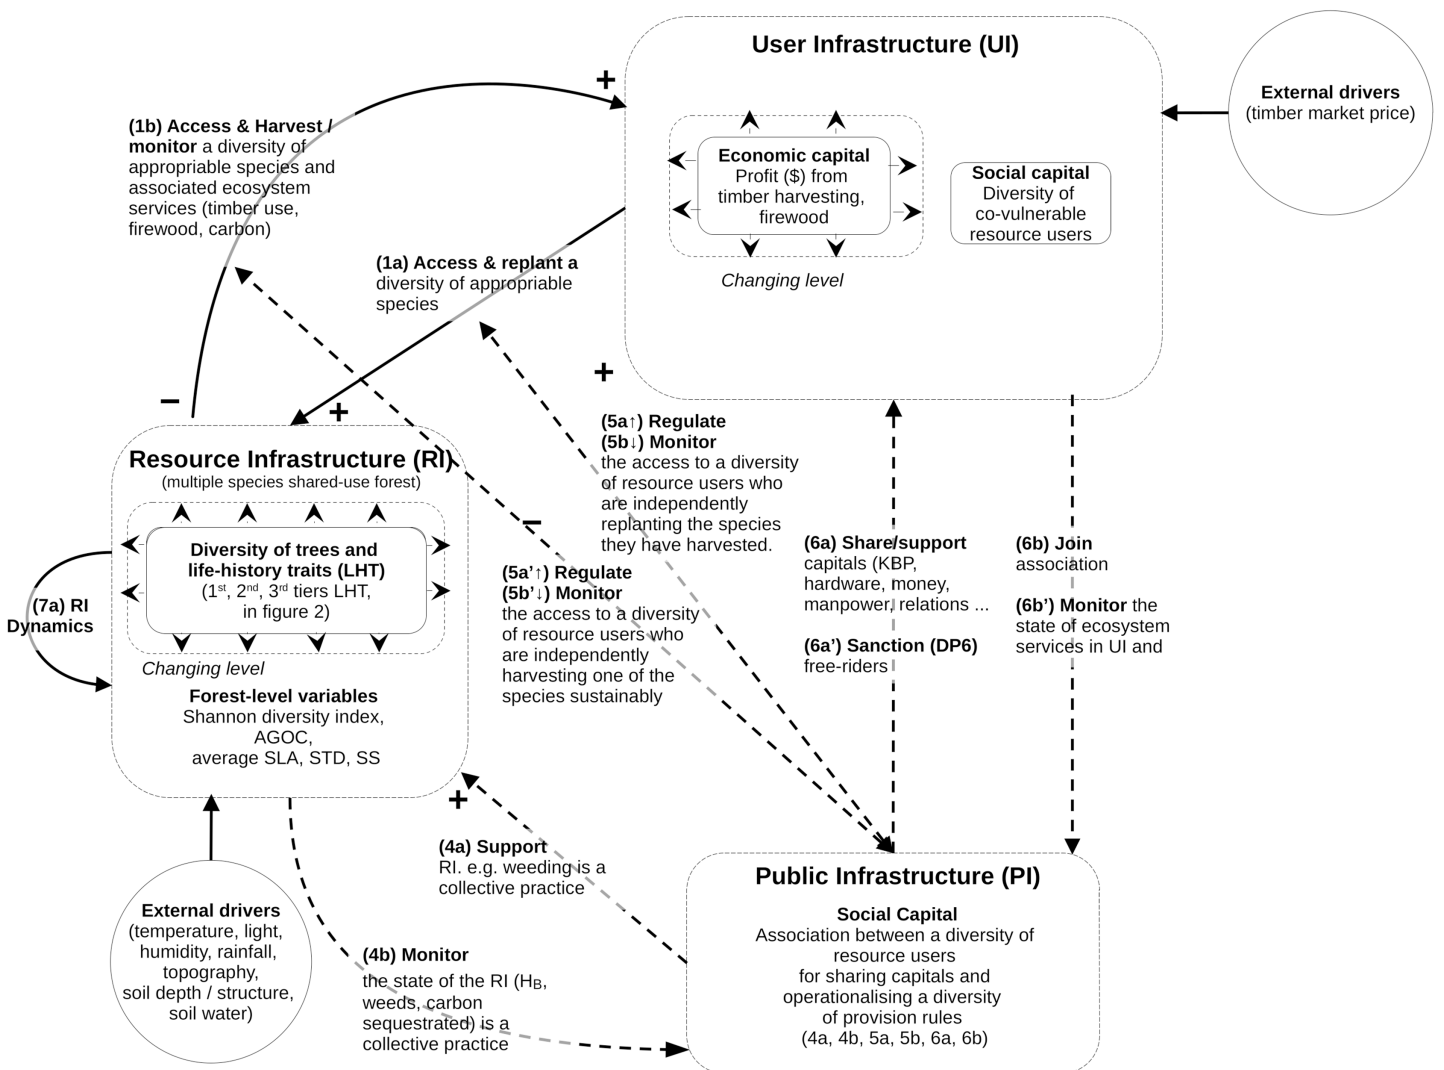 User Infrastructure (UI)
External drivers
(timber market price)
+
(1b) Access & Harvest /
monitor a diversity of
appropriable species and
associated ecosystem
services (timber use,
firewood, carbon)
Economic capital
Profit ($) from
timber harvesting,
firewood
Changing level
Social capital
Diversity of
co-vulnerable
resource users
(1a) Access & replant a
diversity of appropriable
species
+
–
+
Resource Infrastructure (RI)
(multiple species shared-use forest)
Diversity of trees and
life-history traits (LHT)
(1st, 2nd, 3rd tiers LHT,
in figure 2)
Changing level
Forest-level variables
Shannon diversity index,
AGOC,
average SLA, STD, SS
(7a) RI
Dynamics
(5a↑) Regulate
(5b↓) Monitor
the access to a diversity
of resource users who
are independently
replanting the species
they have harvested.
–
(5a’↑) Regulate
(5b’↓) Monitor
the access to a diversity
of resource users who
are independently
harvesting one of the
species sustainably
(6a) Share/support
capitals (KBP,
hardware, money,
manpower, relations ...
(6a’) Sanction (DP6)
free-riders
(6b) Join
association
(6b’) Monitor the
state of ecosystem
services in UI and
+
(4a) Support
RI. e.g. weeding is a
collective practice
(4b) Monitor
the state of the RI (HB,
weeds, carbon
sequestrated) is a
collective practice
External drivers
(temperature, light,
humidity, rainfall,
topography,
soil depth / structure,
soil water)
Public Infrastructure (PI)
Social Capital
Association between a diversity of
resource users
for sharing capitals and
operationalising a diversity
of provision rules
(4a, 4b, 5a, 5b, 6a, 6b)